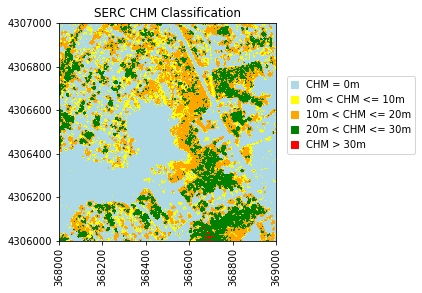 SERC CHM Classification
4307000
4306800
4306600
4306400
4306200
4306000
368000
368200
368400
368600
368800
369000
CHM = 0m
0m < CHM <= 10m
10m < CHM <= 20m
20m < CHM <= 30m
CHM > 30m